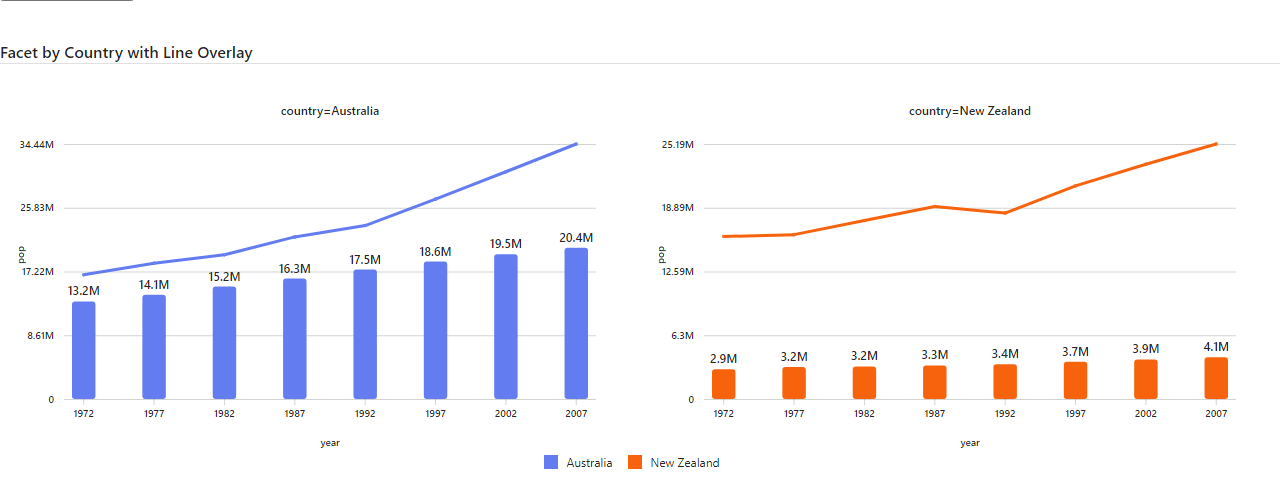 Facet by Country with Line Overlay
country=Australia
34.44M
25.83M
17.22M
8.61M
0
pop
13.2M 14.1M 15.2M 16.3M 17.5M 18.6M 19.5M 20.4M
1972 1977 1982 1987 1992 1997 2002 2007
year
country=New Zealand
25.19M
18.89M
12.59M
6.3M
0
pop
2.9M 3.2M 3.2M 3.3M 3.4M 3.7M 3.9M 4.1M
1972 1977 1982 1987 1992 1997 2002 2007
year
Australia New Zealand